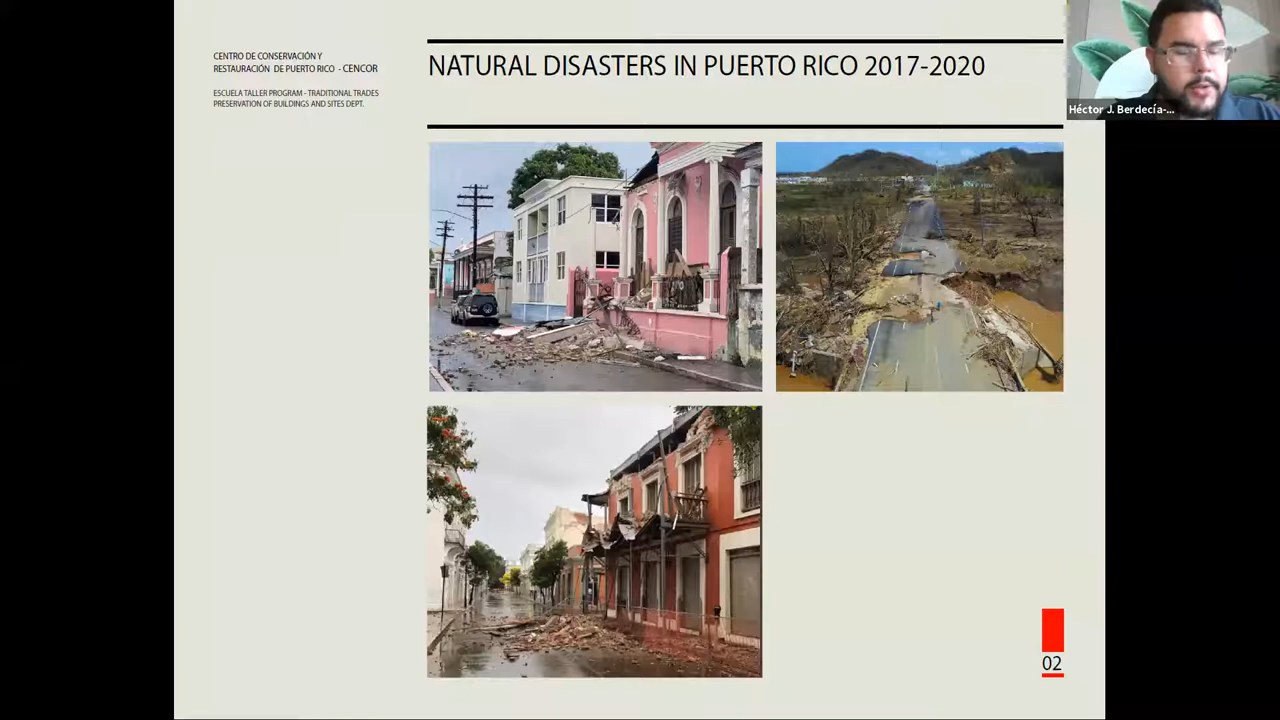 CENTRO DE CONSERVACIÓN Y
RESTAURACIÓN DE PUERTO RICO - CENCOR
ESCUELA TALLER PROGRAM - TRADITIONAL TRADES
PRESERVATION OF BUILDINGS AND SITES DEPT.
NATURAL DISASTERS IN PUERTO RICO 2017-2020
Héctor J. Berdecía-...
02